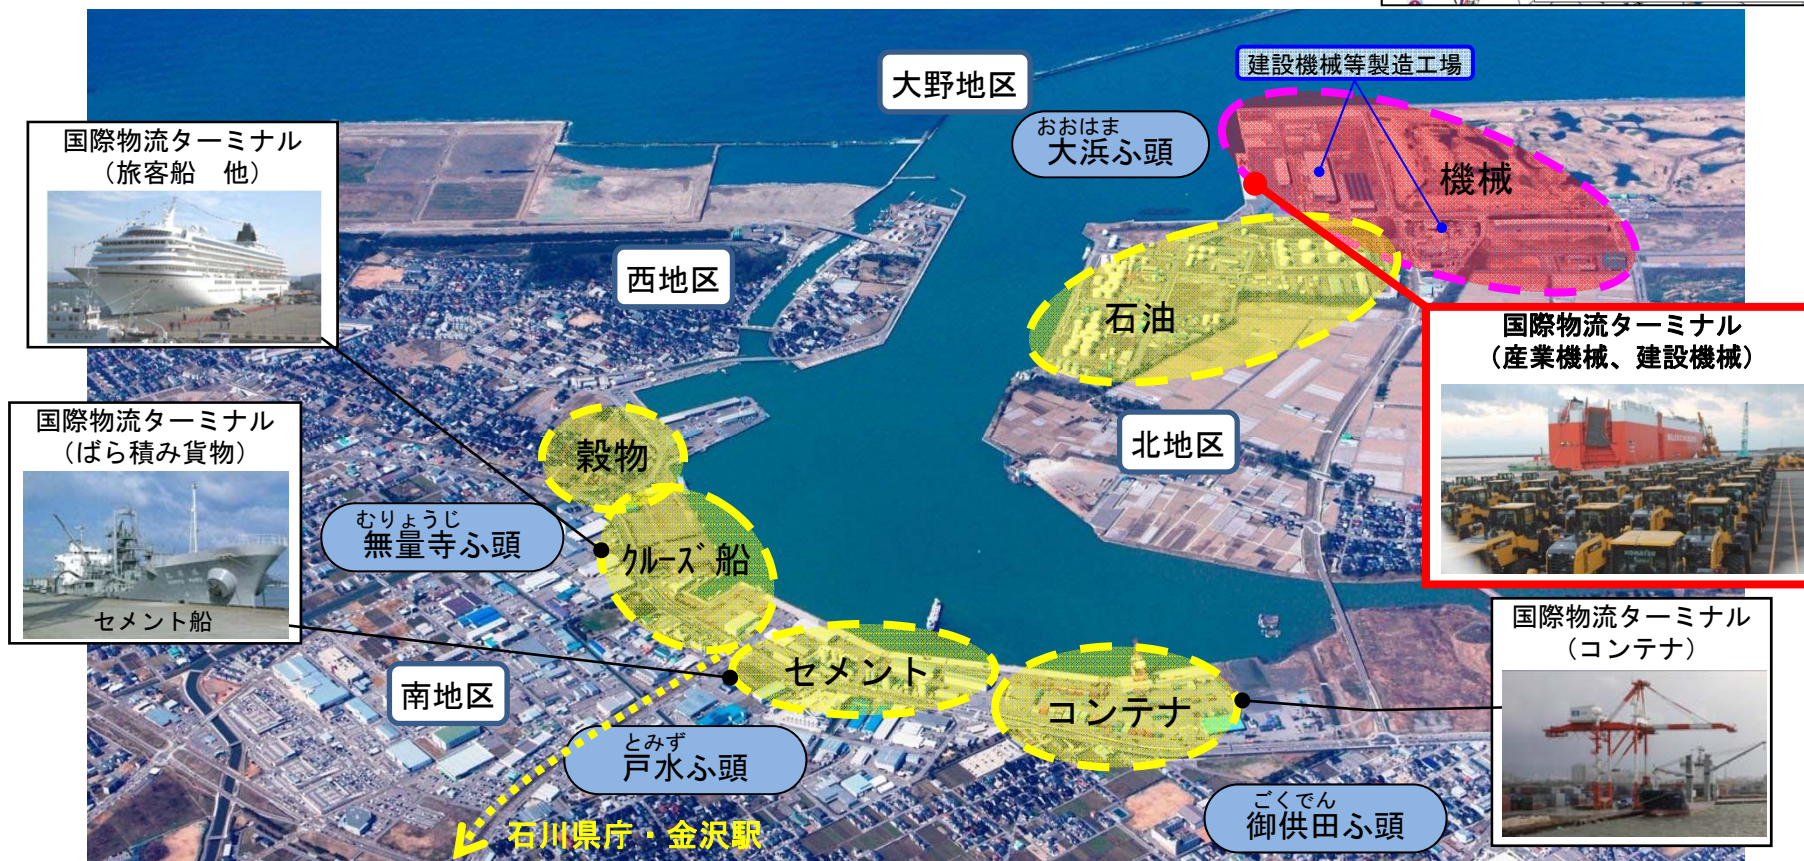 大野地区
建設機械等製造工場
おおはま
大浜ふ頭
機械
国際物流ターミナル
（旅客船　他）
西地区
石油
国際物流ターミナル
（産業機械、建設機械）
KOMATSU
国際物流ターミナル
（ばら積み貨物）
セメント船
穀物
北地区
むりょうじ
無量寺ふ頭
クルーズ船
国際物流ターミナル
（コンテナ）
セメント
コンテナ
南地区
とみず
戸水ふ頭
ごくでん
御供田ふ頭
石川県庁・金沢駅